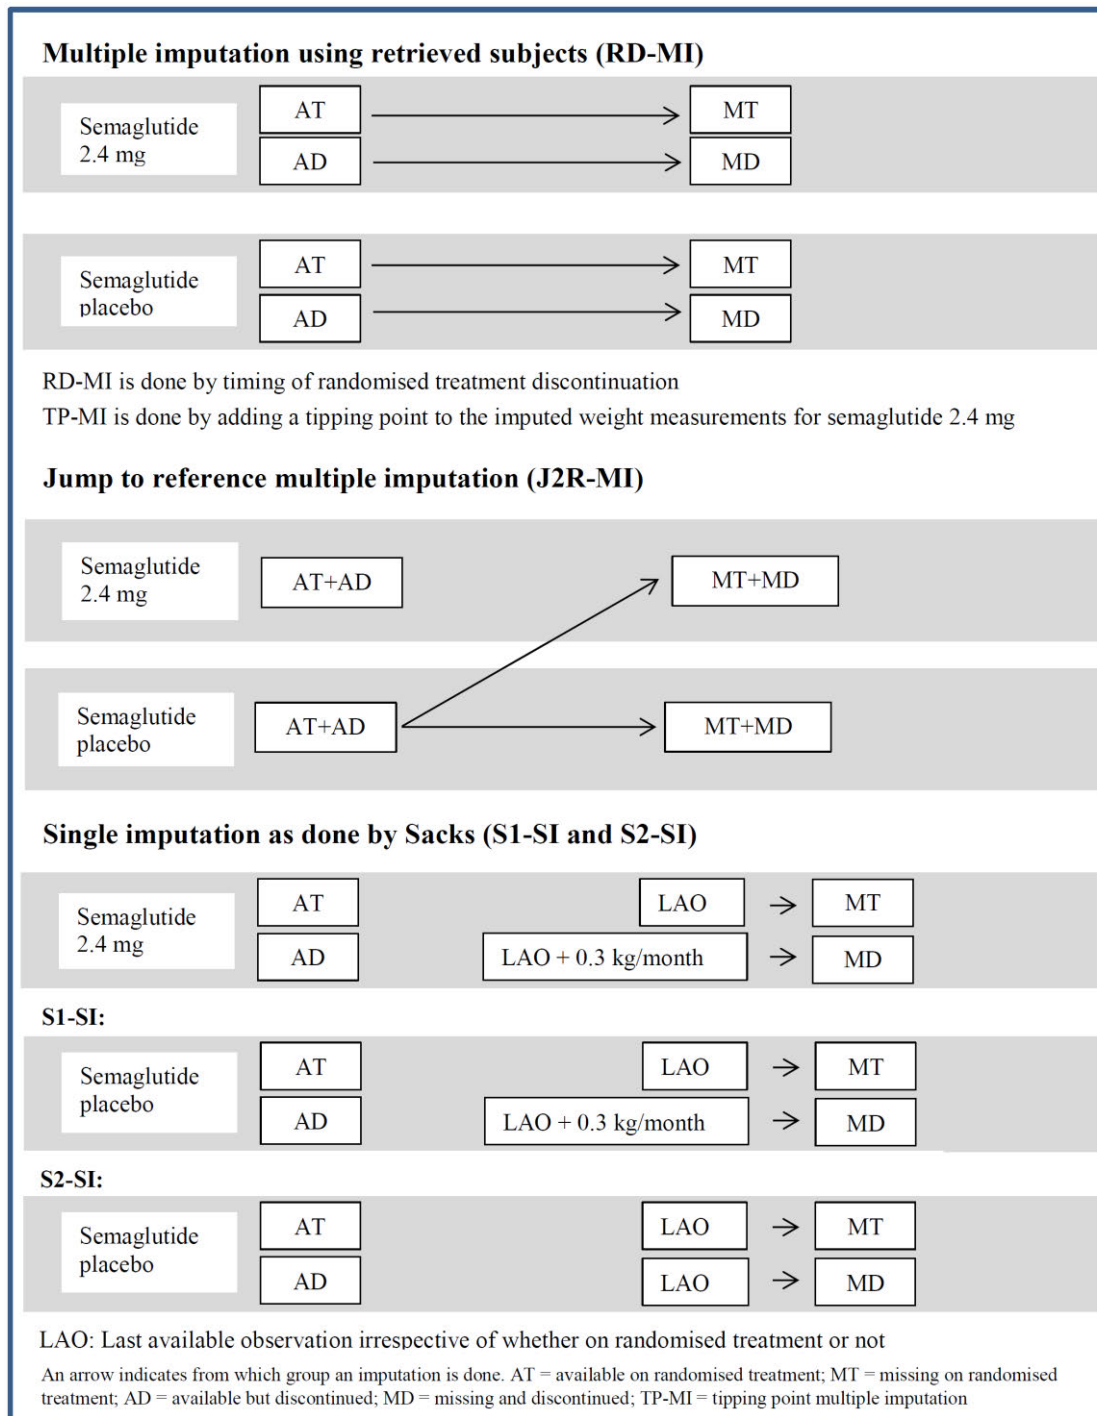 Multiple imputation using retrieved subjects (RD-MI)
Semaglutide
2.4 mg
AT
MT
AD
MD
Semaglutide
placebo
AT
MT
AD
MD
RD-MI is done by timing of randomised treatment discontinuation
TP-MI is done by adding a tipping point to the imputed weight measurements for semaglutide 2.4 mg
Jump to reference multiple imputation (J2R-MI)
Semaglutide
2.4 mg
AT+AD
MT+MD
Semaglutide
placebo
AT+AD
MT+MD
Single imputation as done by Sacks (S1-SI and S2-SI)
Semaglutide
2.4 mg
AT
LAO
MT
AD
LAO + 0.3 kg/month
MD
S1-SI:
Semaglutide
placebo
AT
LAO
MT
AD
LAO + 0.3 kg/month
MD
S2-SI:
Semaglutide
placebo
AT
LAO
MT
AD
LAO
MD
LAO: Last available observation irrespective of whether on randomised treatment or not
An arrow indicates from which group an imputation is done. AT = available on randomised treatment; MT = missing on randomised
treatment; AD = available but discontinued; MD = missing and discontinued; TP-MI = tipping point multiple imputation